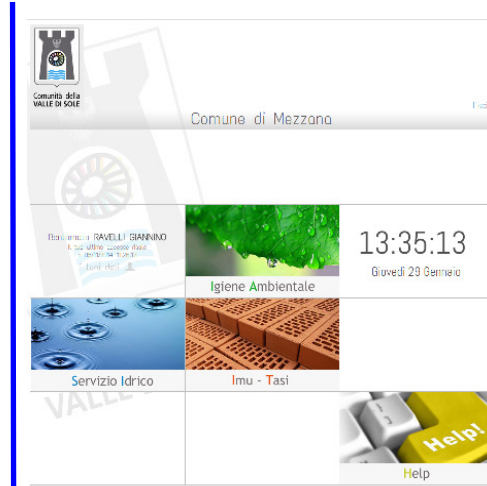 Comunità della
VALLE DI SOLE
Comune di Mezzana
RAVELLI GIANNINO
Igiene Ambientale
13:35:13
Giovedì 29 Gennaio
Servizio Idrico
Imu - Tasi
VALLE
Help!
Help